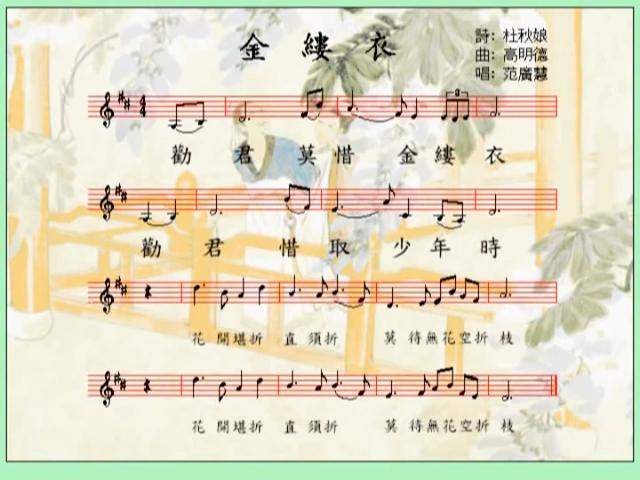 金縷衣
詩: 杜秋娘
曲: 高明德
唱: 范廣慧
勸 君 莫惜 金縷 衣
勸 君 惜 取 少 年 時
花 開堪折 直 須折 莫 待無花空折 枝
花 開堪折 直 須折 莫 待無花空折 枝